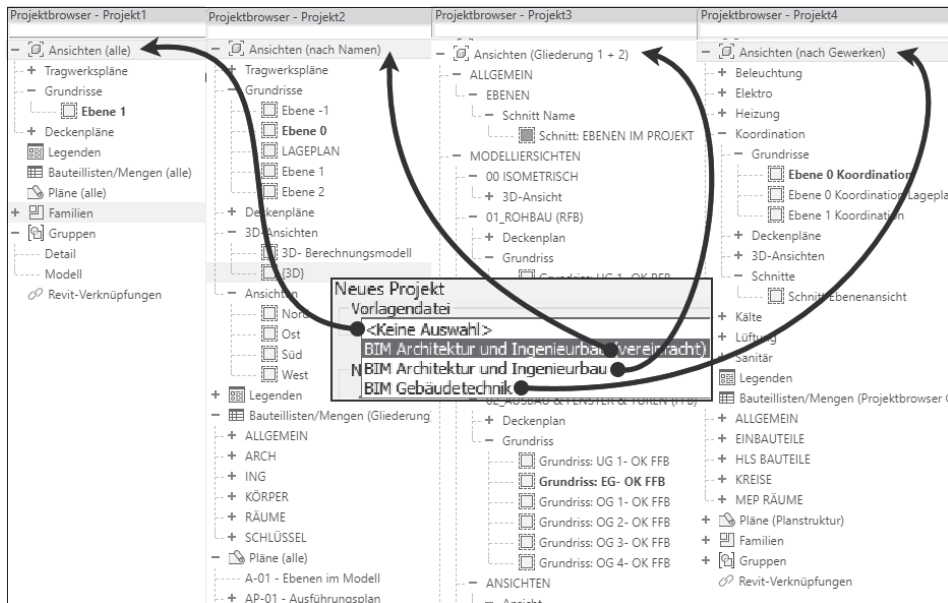 Projektbrowser - Projekt1
Ansichten (alle)
Tragwerkspläne
Grundrisse
Ebene 1
Deckenpläne
Legenden
Bauteillisten/Mengen (alle)
Pläne (alle)
Familien
Gruppen
Detail
Modell
Revit-Verknüpfungen
Projektbrowser - Projekt2
Ansichten (nach Namen)
Tragwerkspläne
Grundrisse
Ebene -1
Ebene 0
LAGEPLAN
Ebene 1
Ebene 2
Deckenpläne
3D-Ansichten
3D- Berechnungsmodell
{3D}
Ansichten
Nord
Ost
Süd
West
Legenden
Bauteillisten/Mengen (Gliederung
ALLGEMEIN
ARCH
ING
KÖRPER
RÄUME
SCHLÜSSEL
Pläne (alle)
A-01 - Ebenen im Modell
AP-01 - Ausführungsplan
Projektbrowser - Projekt3
Ansichten (Gliederung 1 + 2)
ALLGEMEIN
EBENEN
Schnitt Name
Schnitt: EBENEN IM PROJEKT
MODELLIERSICHTEN
00 ISOMETRISCH
3D-Ansicht
01_ROHBAU (RFB)
Deckenplan
Grundriss
Grundriss: UG 1- OK RFB
Neues Projekt
Vorlagendatei
<Keine Auswahl>
BIM Architektur und Ingenieurbau (vereinfacht)
N
BIM Architektur und Ingenieurbau
BIM Gebäudetechnik
02_AUSBAU & FENSTER & TÜREN (FFB)
Deckenplan
Grundriss
Grundriss: UG 1- OK FFB
Grundriss: EG- OK FFB
Grundriss: OG 1- OK FFB
Grundriss: OG 2- OK FFB
Grundriss: OG 3- OK FFB
Grundriss: OG 4- OK FFB
ANSICHTEN
Ansicht
Projektbrowser - Projekt4
Ansichten (nach Gewerken)
Beleuchtung
Elektro
Heizung
Koordination
Grundrisse
Ebene 0 Koordination
Ebene 0 Koordination Lagepla
Ebene 1 Koordination
Deckenpläne
3D-Ansichten
Schnitte
Schnitt Ebenenansicht
Kälte
Lüftung
Sanitär
Legenden
Bauteillisten/Mengen (Projektbrowser
ALLGEMEIN
EINBAUTEILE
HLS BAUTEILE
KREISE
MEP RÄUME
Pläne (Planstruktur)
Familien
Gruppen
Revit-Verknüpfungen